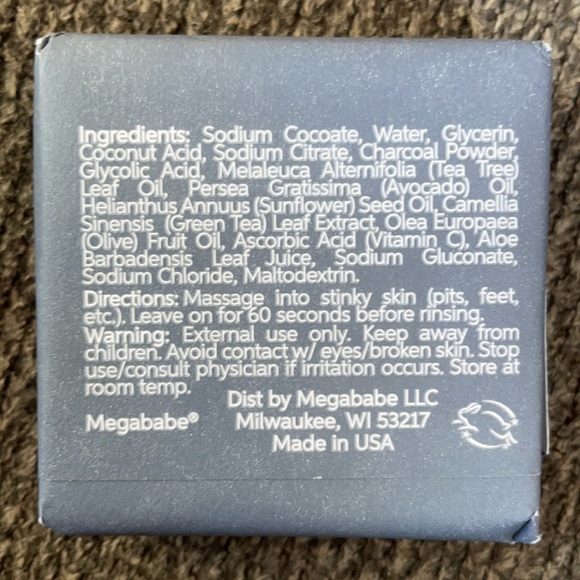 Ingredients: Sodium Cocoate, Water, Glycerin,
Coconut Acid, Sodium Citrate, Charcoal Powder,
Glycolic Acid, Melaleuca Alternifolia (Tea Tree)
Leaf Oil, Persea Gratissima (Avocado) Oil,
Helianthus Annuus (Sunflower) Seed Oil, Camellia
Sinensis (Green Tea) Leaf Extract, Olea Europaea
(Olive) Fruit Oil, Ascorbic Acid (Vitamin C), Aloe
Barbadensis Leaf Juice, Sodium Gluconate,
Sodium Chloride, Maltodextrin.
Directions: Massage into stinky skin (pits, feet,
etc.). Leave on for 60 seconds before rinsing.
Warning: External use only. Keep away from
children. Avoid contact w/ eyes/broken skin. Stop
use/consult physician if irritation occurs. Store at
room temp.
Megababe®
Dist by Megababe LLC
Milwaukee, WI 53217
Made in USA